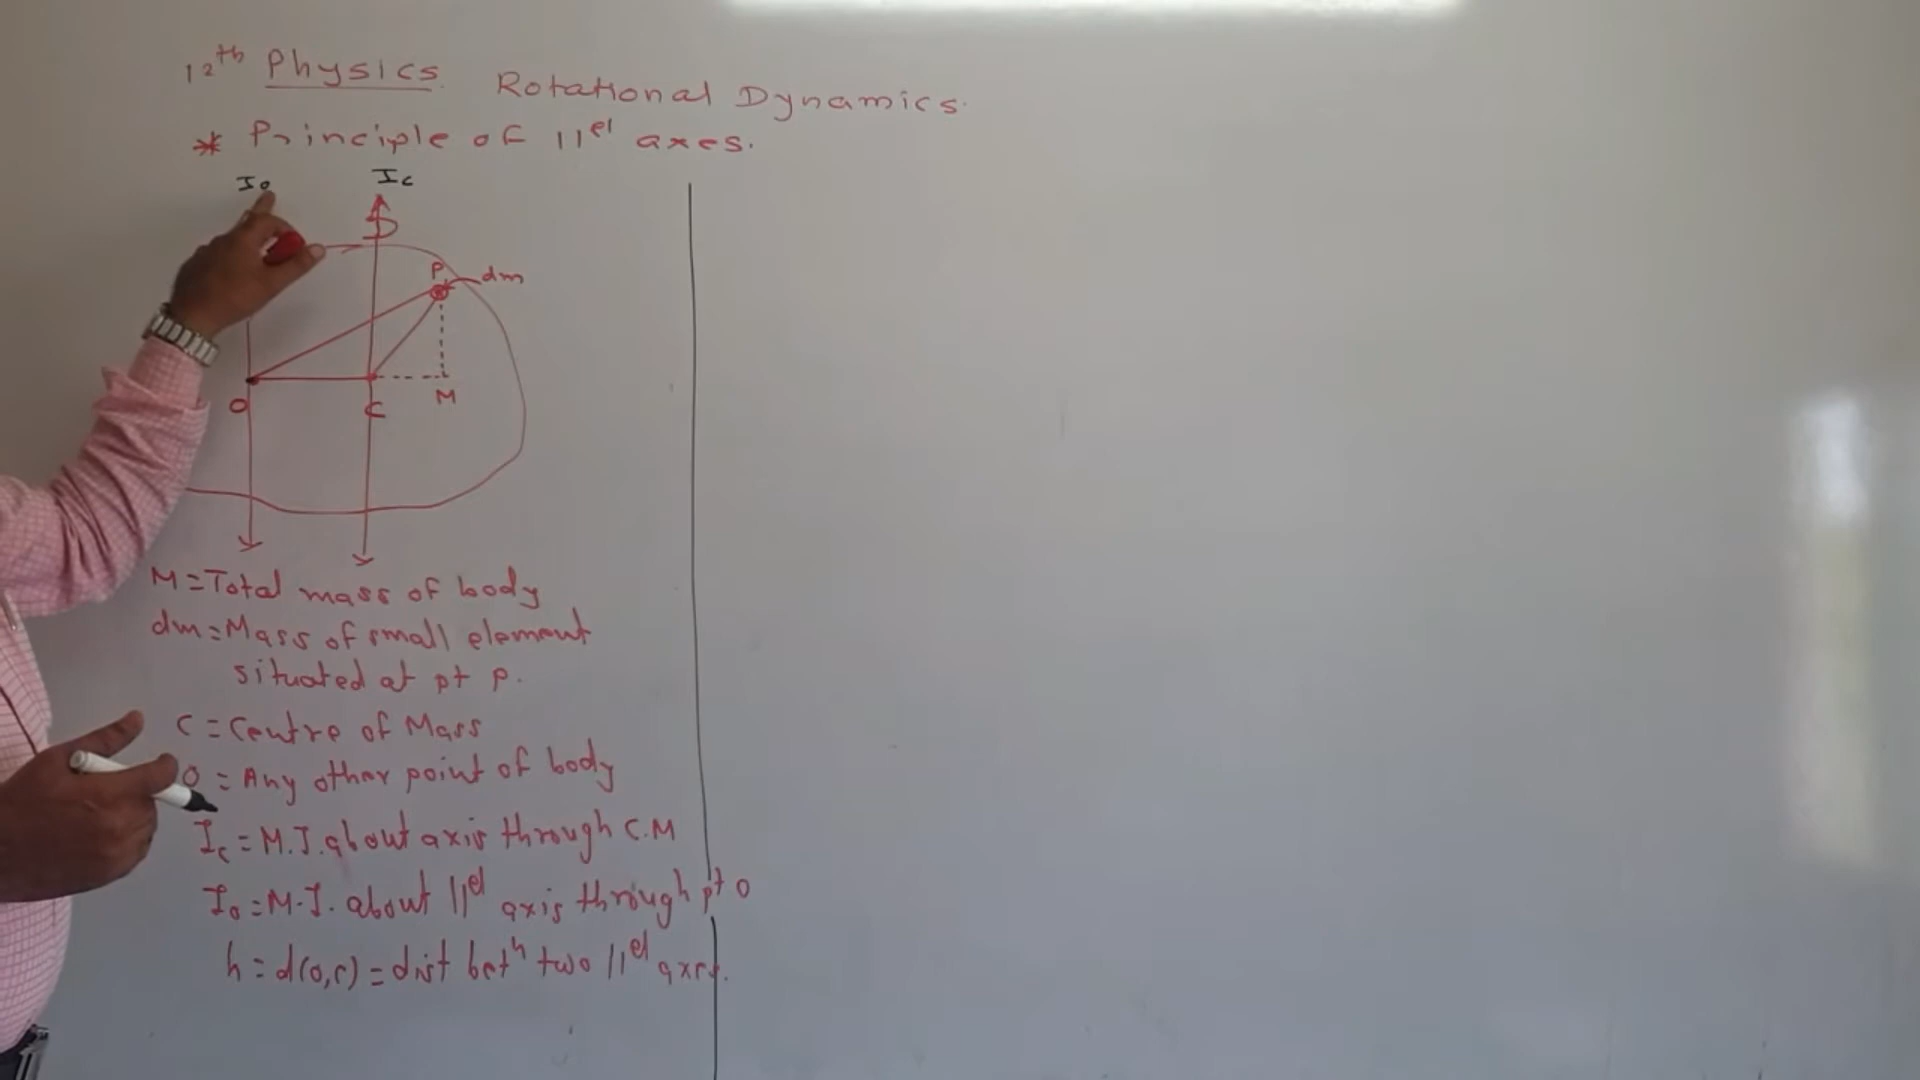 12th Physics. Rotational Dynamics.
* Principle of 11el axes.
Io Ic
P dm
O C M
M = Total mass of body
dm = Mass of small element
situated at pt P.
C = Centre of Mass
O = Any other point of body
Ic = M.I. about axis through C.M
Io = M.I. about 11el axis through pt O
h = d(o,c) = dist beth two 11el axes.